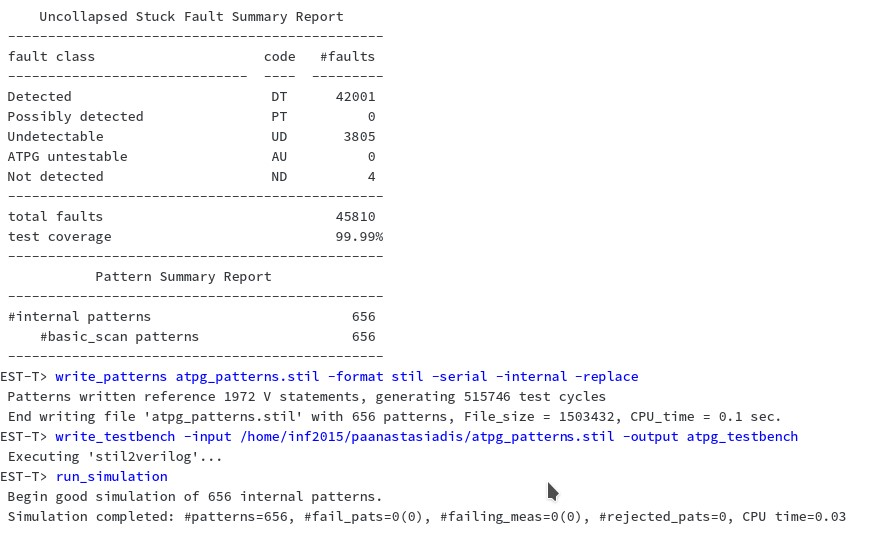 Uncollapsed Stuck Fault Summary Report
-----------------------------------------------
fault class                     code   #faults
------------------------------  ----  ---------
Detected                         DT      42001
Possibly detected                PT          0
Undetectable                     UD       3805
ATPG untestable                  AU          0
Not detected                     ND          4
-----------------------------------------------
total faults                             45810
test coverage                            99.99%
-----------------------------------------------
Pattern Summary Report
-----------------------------------------------
#internal patterns                         656
#basic_scan patterns                   656
-----------------------------------------------
EST-T> write_patterns atpg_patterns.stil -format stil -serial -internal -replace
Patterns written reference 1972 V statements, generating 515746 test cycles
End writing file 'atpg_patterns.stil' with 656 patterns, File_size = 1503432, CPU_time = 0.1 sec.
EST-T> write_testbench -input /home/inf2015/paanastasiadis/atpg_patterns.stil -output atpg_testbench
Executing 'stil2verilog'...
EST-T> run_simulation
Begin good simulation of 656 internal patterns.
Simulation completed: #patterns=656, #fail_pats=0(0), #failing_meas=0(0), #rejected_pats=0, CPU time=0.03